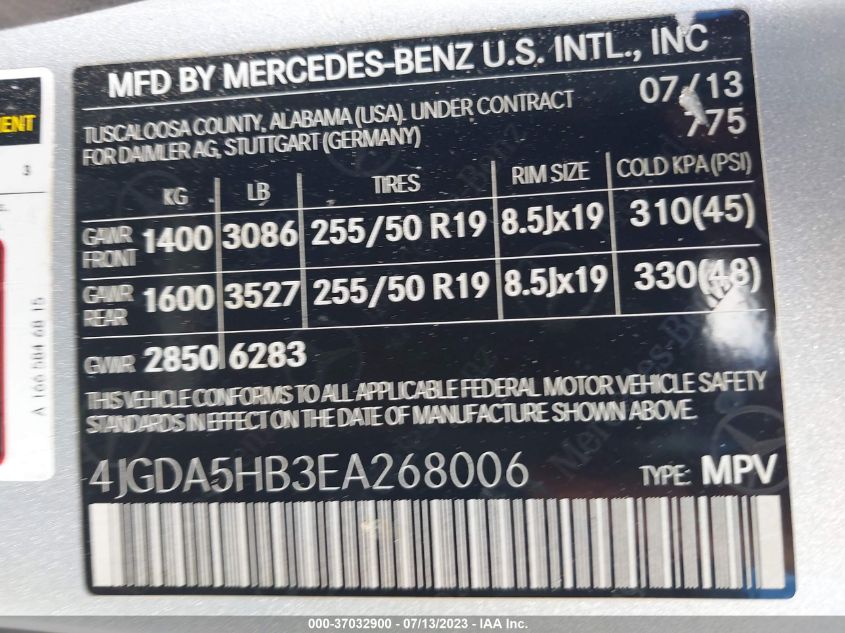 MFD BY MERCEDES-BENZ U.S. INTL., INC
TUSCALOOSA COUNTY, ALABAMA (USA). UNDER CONTRACT
FOR DAIMLER AG, STUTTGART (GERMANY)
07/13
775
KG LB TIRES RIM SIZE COLD KPA (PSI)
GAWR FRONT 1400 3086 255/50 R19 8.5Jx19 310(45)
GAWR REAR 1600 3527 255/50 R19 8.5Jx19 330(48)
GVWR 2850 6283
THIS VEHICLE CONFORMS TO ALL APPLICABLE FEDERAL MOTOR VEHICLE SAFETY
STANDARDS IN EFFECT ON THE DATE OF MANUFACTURE SHOWN ABOVE.
4JGDA5HB3EA268006 TYPE: MPV
3
A 166 584 68 15
000-37032900 - 07/13/2023 - IAA Inc.